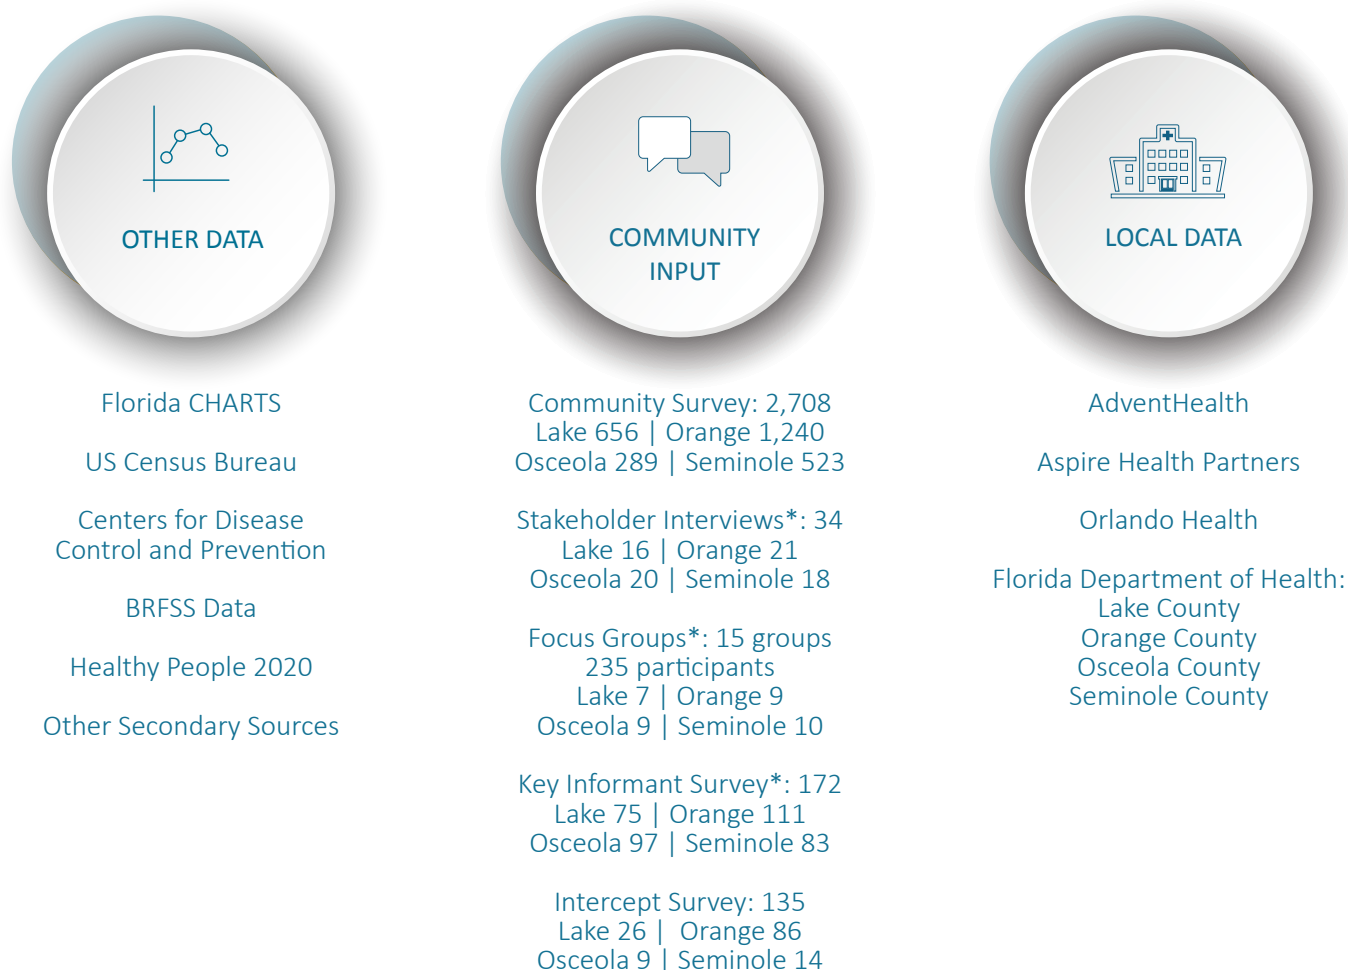 OTHER DATA
Florida CHARTS
US Census Bureau
Centers for Disease
Control and Prevention
BRFSS Data
Healthy People 2020
Other Secondary Sources
COMMUNITY
INPUT
Community Survey: 2,708
Lake 656 | Orange 1,240
Osceola 289 | Seminole 523
Stakeholder Interviews*: 34
Lake 16 | Orange 21
Osceola 20 | Seminole 18
Focus Groups*: 15 groups
235 participants
Lake 7 | Orange 9
Osceola 9 | Seminole 10
Key Informant Survey*: 172
Lake 75 | Orange 111
Osceola 97 | Seminole 83
Intercept Survey: 135
Lake 26 | Orange 86
Osceola 9 | Seminole 14
LOCAL DATA
AdventHealth
Aspire Health Partners
Orlando Health
Florida Department of Health:
Lake County
Orange County
Osceola County
Seminole County